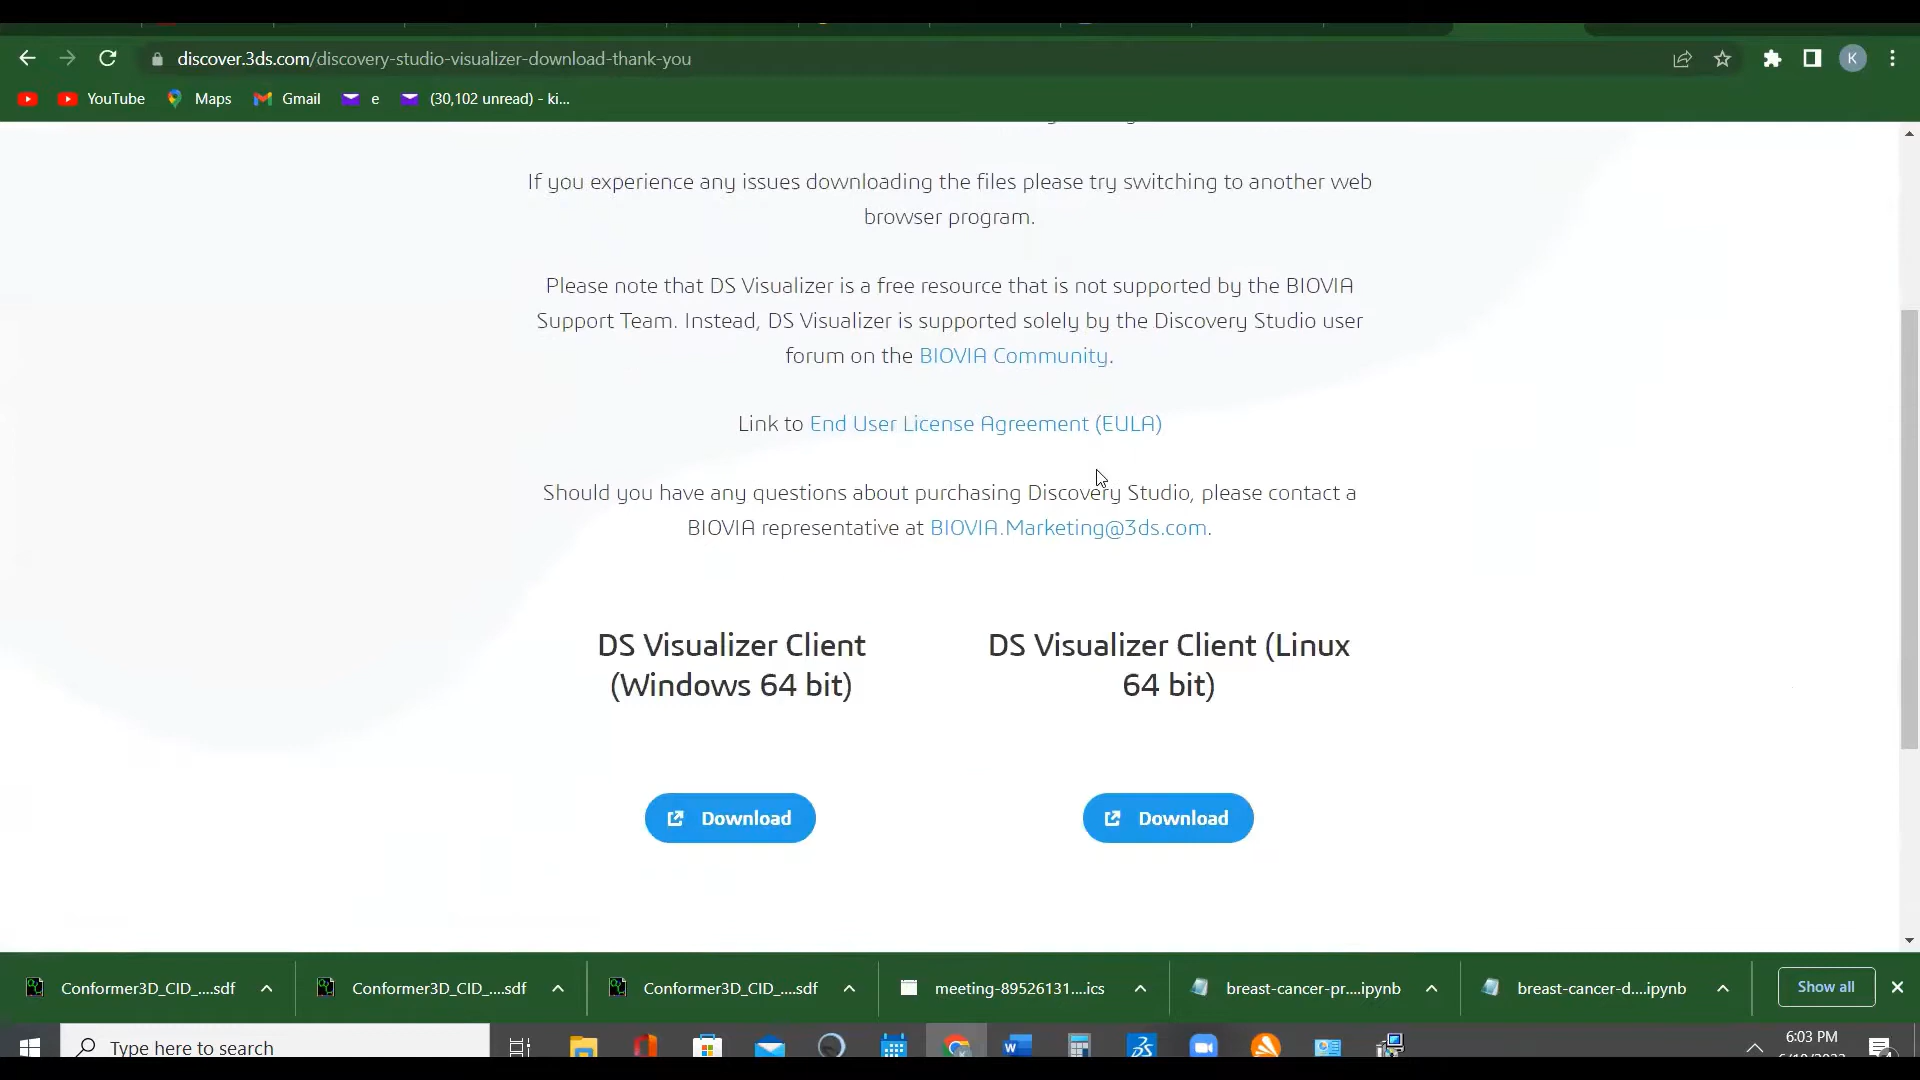 discover.3ds.com/discovery-studio-visualizer-download-thank-you
K
YouTube Maps Gmail e (30,102 unread) - ki...
If you experience any issues downloading the files please try switching to another web
browser program.
Please note that DS Visualizer is a free resource that is not supported by the BIOVIA
Support Team. Instead, DS Visualizer is supported solely by the Discovery Studio user
forum on the BIOVIA Community.
Link to End User License Agreement (EULA)
Should you have any questions about purchasing Discovery Studio, please contact a
BIOVIA representative at BIOVIA.Marketing@3ds.com.
DS Visualizer Client
(Windows 64 bit)
DS Visualizer Client (Linux
64 bit)
Download
Download
Conformer3D_CID_....sdf Conformer3D_CID_....sdf Conformer3D_CID_....sdf meeting-89526131....ics breast-cancer-pr....ipynb breast-cancer-d....ipynb Show all
Type here to search
6:03 PM